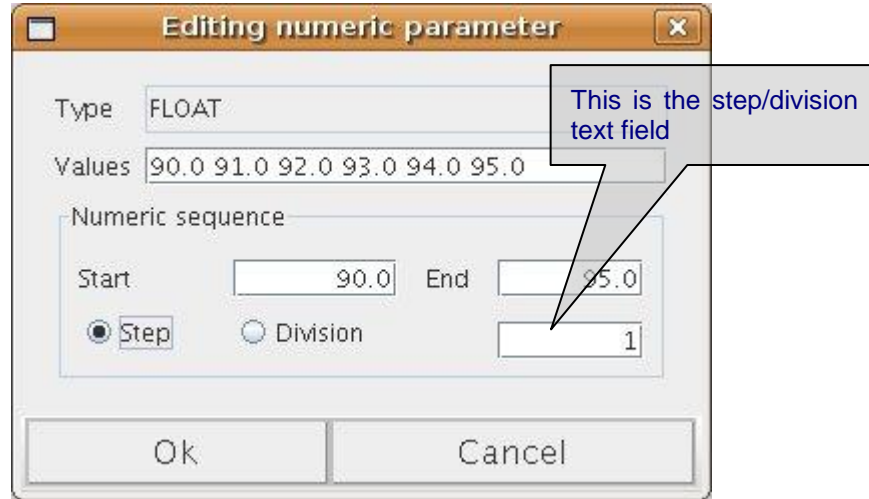 Editing numeric parameter
This is the step/division
text field
Type FLOAT
Values 90.0 91.0 92.0 93.0 94.0 95.0
Numeric sequence
Start 90.0 End 95.0
Step Division 1
Ok Cancel